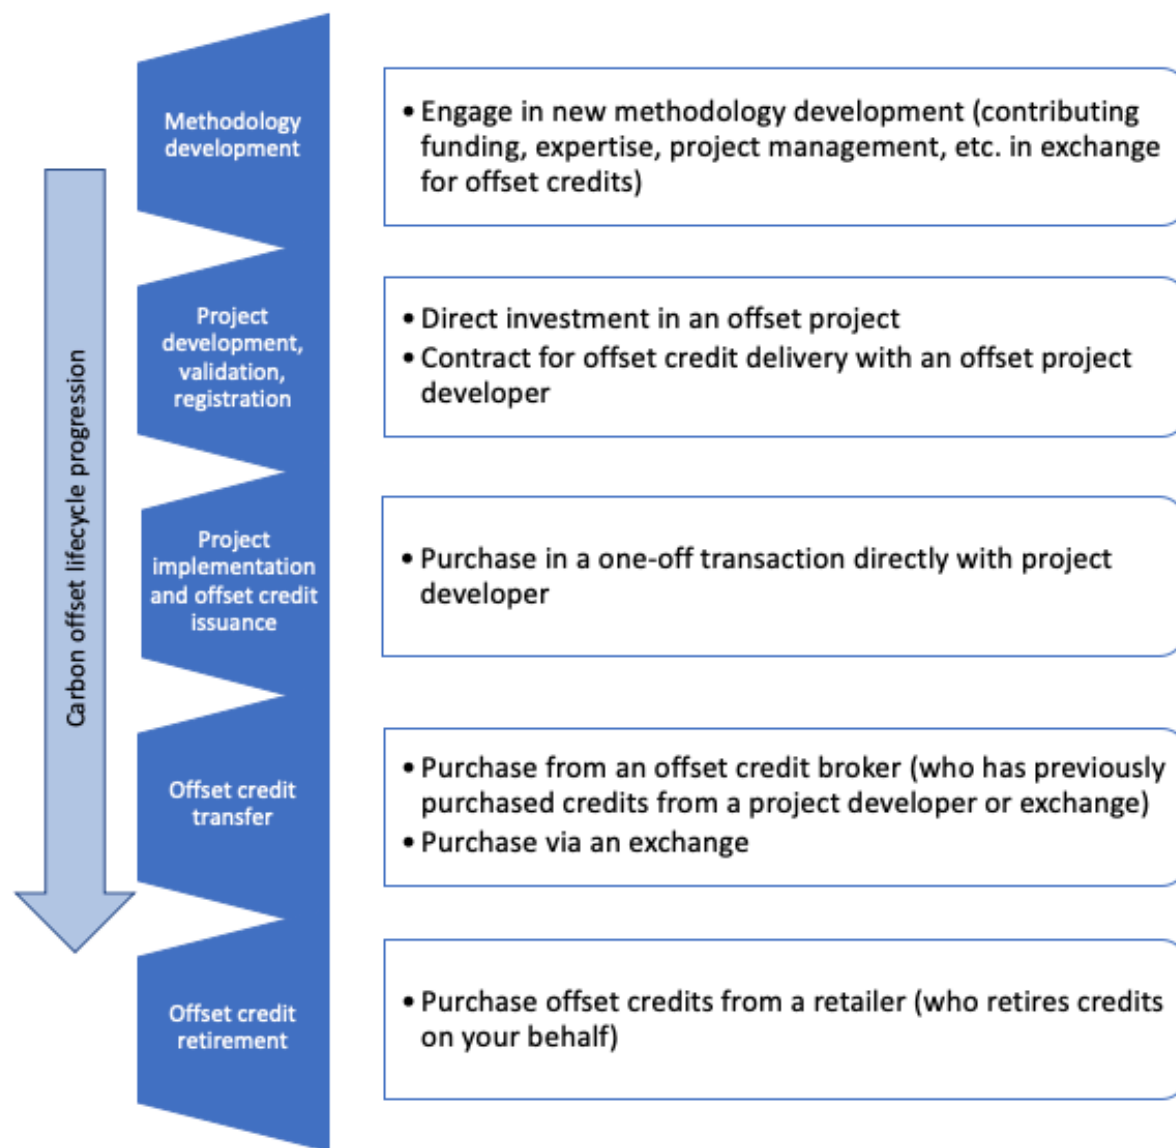 Carbon offset lifecycle progression
Methodology
development
• Engage in new methodology development (contributing
funding, expertise, project management, etc. in exchange
for offset credits)
Project
development,
validation,
registration
• Direct investment in an offset project
• Contract for offset credit delivery with an offset project
developer
Project
implementation
and offset credit
issuance
• Purchase in a one-off transaction directly with project
developer
Offset credit
transfer
• Purchase from an offset credit broker (who has previously
purchased credits from a project developer or exchange)
• Purchase via an exchange
Offset credit
retirement
• Purchase offset credits from a retailer (who retires credits
on your behalf)